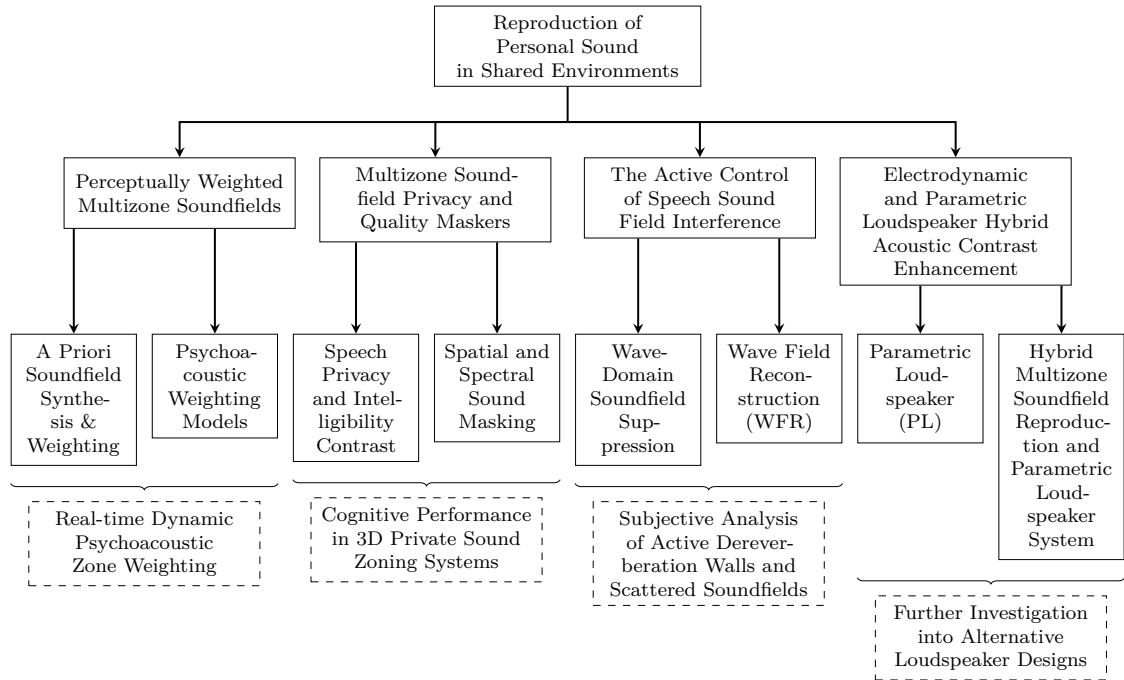 Reproduction of
Personal Sound
in Shared Environments
Perceptually Weighted
Multizone Soundfields
Multizone Sound-
field Privacy and
Quality Maskers
The Active Control
of Speech Sound
Field Interference
Electrodynamic
and Parametric
Loudspeaker Hybrid
Acoustic Contrast
Enhancement
A Priori
Soundfield
Synthe-
sis &
Weighting
Psychoa-
coustic
Weighting
Models
Speech
Privacy
and Intel-
ligibility
Contrast
Spatial and
Spectral
Sound
Masking
Wave-
Domain
Soundfield
Sup-
pression
Wave Field
Recon-
struction
(WFR)
Parametric
Loud-
speaker
(PL)
Hybrid
Multizone
Soundfield
Reproduc-
tion and
Parametric
Loud-
speaker
System
Real-time Dynamic
Psychoacoustic
Zone Weighting
Cognitive Performance
in 3D Private Sound
Zoning Systems
Subjective Analysis
of Active Derever-
beration Walls and
Scattered Soundfields
Further Investigation
into Alternative
Loudspeaker Designs